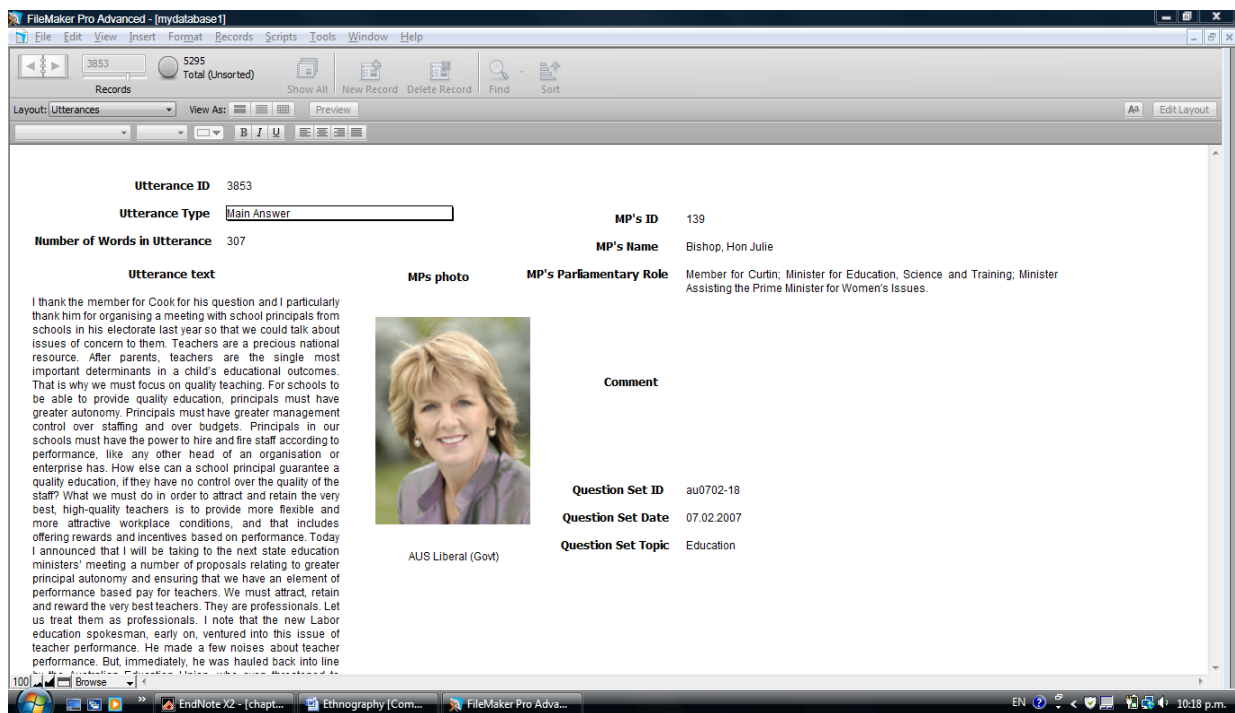 FileMaker Pro Advanced - [mydatabase1]
File Edit View Insert Format Records Scripts Tools Window Help
3853
5295
Total (Unsorted)
Records
Show All New Record Delete Record Find Sort
Layout: Utterances View As: Preview Aa Edit Layout
B I U
Utterance ID 3853
Utterance Type Main Answer
Number of Words in Utterance 307
Utterance text
I thank the member for Cook for his question and I particularly
thank him for organising a meeting with school principals from
schools in his electorate last year so that we could talk about
issues of concern to them. Teachers are a precious national
resource. After parents, teachers are the single most
important determinants in a child's educational outcomes.
That is why we must focus on quality teaching. For schools to
be able to provide quality education, principals must have
greater autonomy. Principals must have greater management
control over staffing and over budgets. Principals in our
schools must have the power to hire and fire staff according to
performance, like any other head of an organisation or
enterprise has. How else can a school principal guarantee a
quality education, if they have no control over the quality of the
staff? What we must do in order to attract and retain the very
best, high-quality teachers is to provide more flexible and
more attractive workplace conditions, and that includes
offering rewards and incentives based on performance. Today
I announced that I will be taking to the next state education
ministers' meeting a number of proposals relating to greater
principal autonomy and ensuring that we have an element of
performance based pay for teachers. We must attract, retain
and reward the very best teachers. They are professionals. Let
us treat them as professionals. I note that the new Labor
education spokesman, early on, ventured into this issue of
teacher performance. He made a few noises about teacher
performance. But, immediately, he was hauled back into line
MPs photo
AUS Liberal (Govt)
MP's ID 139
MP's Name Bishop, Hon Julie
MP's Parliamentary Role Member for Curtin; Minister for Education, Science and Training; Minister
Assisting the Prime Minister for Women's Issues.
Comment
Question Set ID au0702-18
Question Set Date 07.02.2007
Question Set Topic Education
100 Browse
EndNote X2 - [chapt... Ethnography [Com... FileMaker Pro Adva... EN 10:18 p.m.